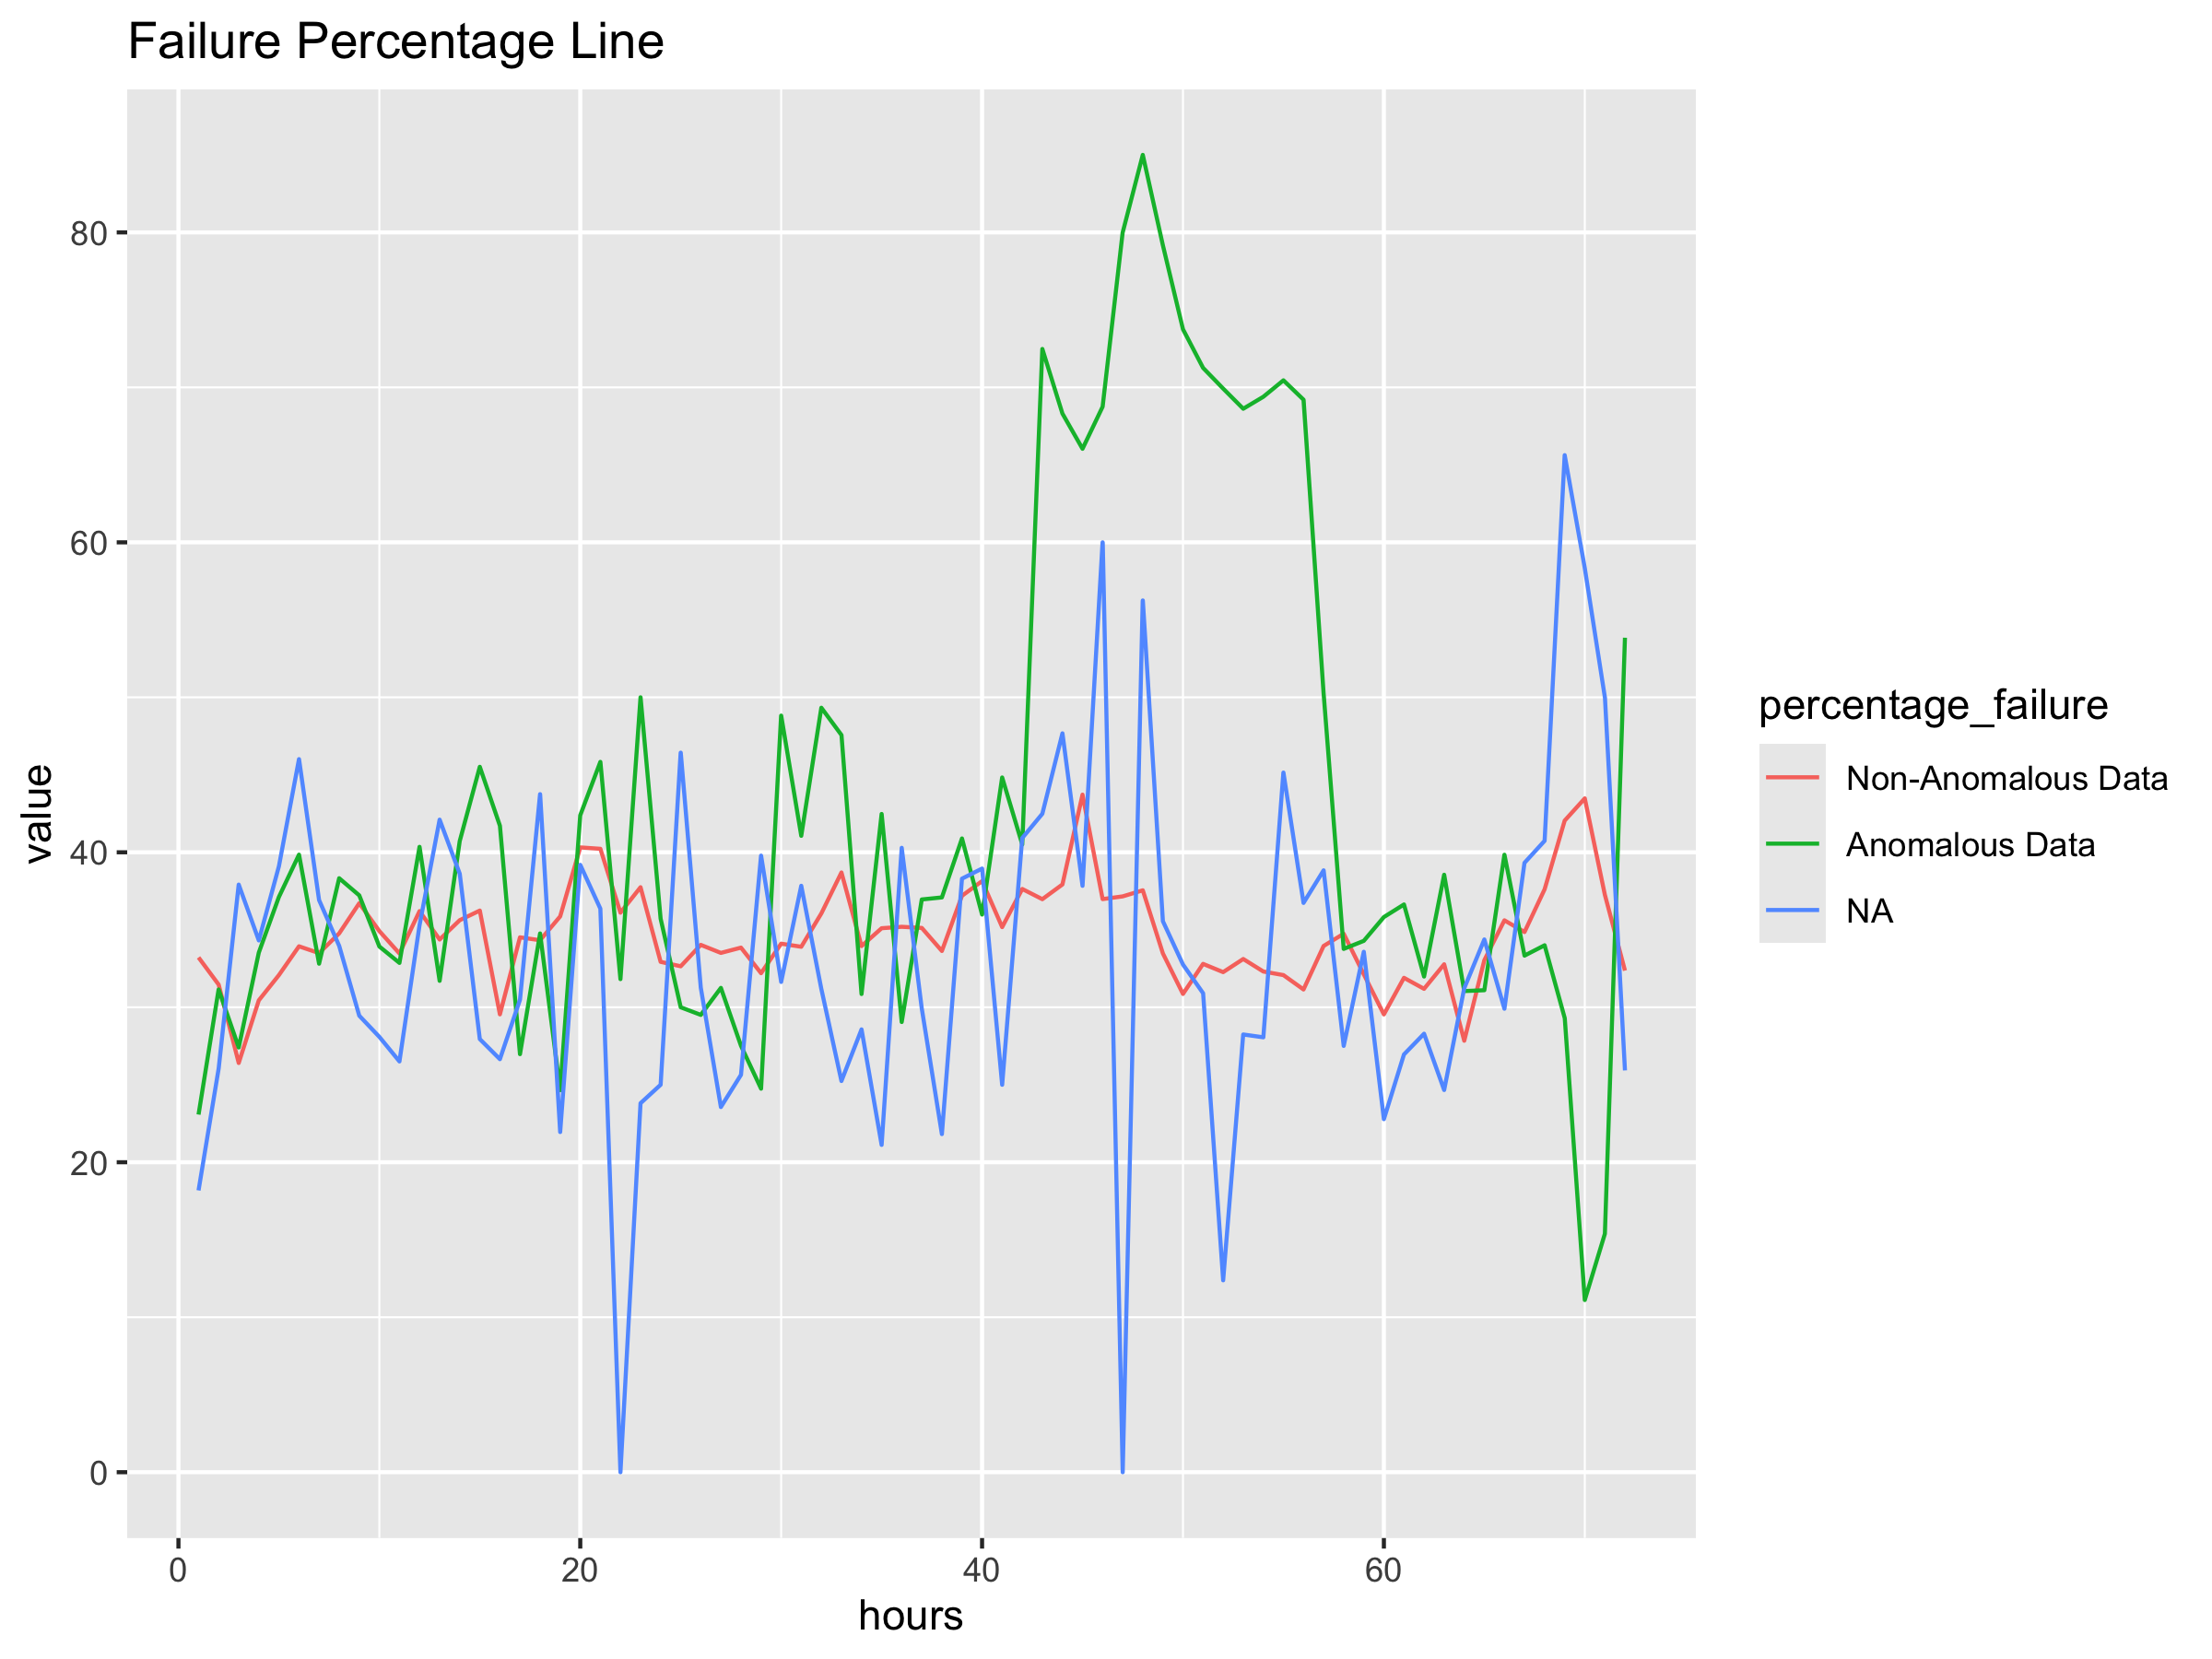 Failure Percentage Line
80
60
40
20
0
value
0 20 40 60
hours
percentage_failure
Non-Anomalous Data
Anomalous Data
NA